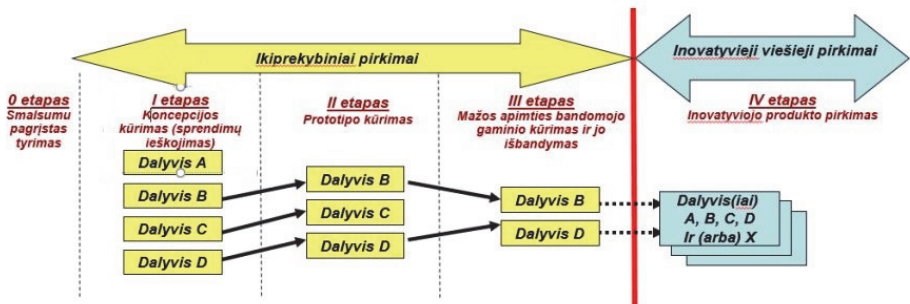 Ikiprekybiniai pirkimai
Inovatyvieji viešieji pirkimai
0 etapas
Smalsumu
pagrįstas
tyrimas
I etapas
Koncepcijos
kūrimas (sprendimų
ieškojimas)
II etapas
Prototipo kūrimas
III etapas
Mažos apimties bandomojo
gaminio kūrimas ir jo
išbandymas
IV etapas
Inovatyviojo produkto pirkimas
Dalyvis A
Dalyvis B
Dalyvis C
Dalyvis D
Dalyvis B
Dalyvis C
Dalyvis D
Dalyvis B
Dalyvis D
Dalyvis(iai)
A, B, C, D
Ir (arba) X